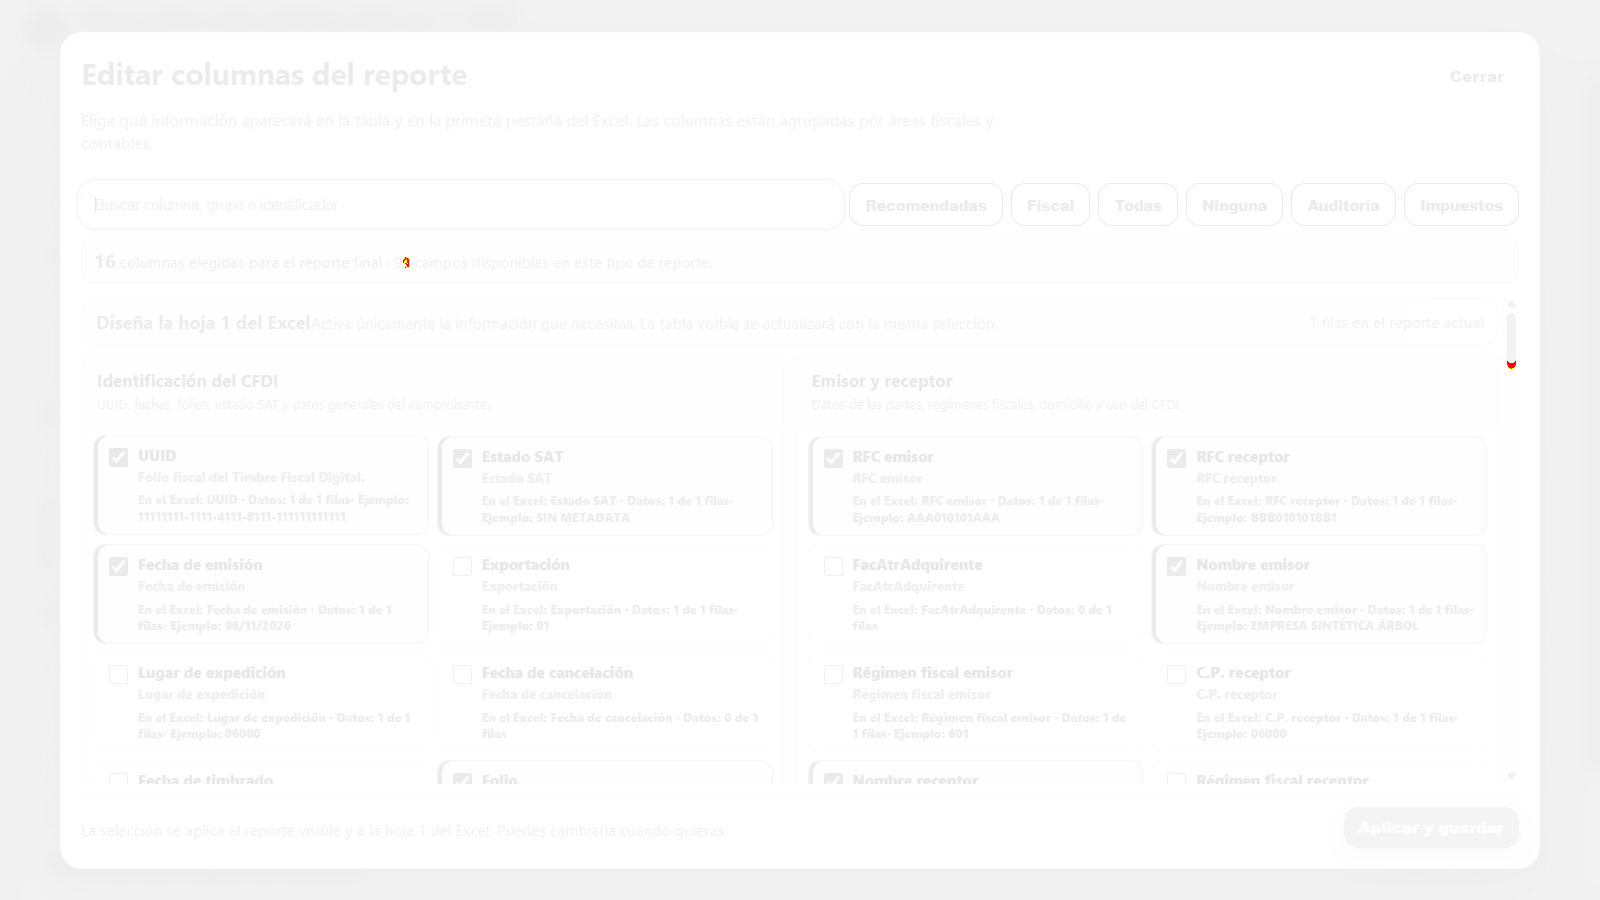 Editar columnas del reporte
Cerrar
Elige qué información aparecerá en la tabla y en la primera pestaña del Excel. Las columnas están agrupadas por áreas fiscales y
contables.
Buscar columna, grupo o identificador
Recomendadas
Fiscal
Todas
Ninguna
Auditoría
Impuestos
16 columnas elegidas para el reporte final · campos disponibles en este tipo de reporte.
Diseña la hoja 1 del Excel Activa únicamente la información que necesitas. La tabla visible se actualizará con la misma selección.
1 filas en el reporte actual
Identificación del CFDI
UUID, fechas, folios, estado SAT y datos generales del comprobante.
UUID
Folio fiscal del Timbre Fiscal Digital.
En el Excel: UUID · Datos: 1 de 1 filas· Ejemplo:
11111111-1111-4111-8111-111111111111
Estado SAT
Estado SAT
En el Excel: Estado SAT · Datos: 1 de 1 filas·
Ejemplo: SIN METADATA
Fecha de emisión
Fecha de emisión
En el Excel: Fecha de emisión · Datos: 1 de 1
filas· Ejemplo: 06/11/2026
Exportación
Exportación
En el Excel: Exportación · Datos: 1 de 1 filas·
Ejemplo: 01
Lugar de expedición
Lugar de expedición
En el Excel: Lugar de expedición · Datos: 1 de 1
filas· Ejemplo: 06000
Fecha de cancelación
Fecha de cancelación
En el Excel: Fecha de cancelación · Datos: 0 de 1
filas
Fecha de timbrado
Folio
Emisor y receptor
Datos de las partes, regímenes fiscales, domicilio y uso del CFDI.
RFC emisor
RFC emisor
En el Excel: RFC emisor · Datos: 1 de 1 filas·
Ejemplo: AAA010101AAA
RFC receptor
RFC receptor
En el Excel: RFC receptor · Datos: 1 de 1 filas·
Ejemplo: BBB010101BB1
FacAtrAdquirente
FacAtrAdquirente
En el Excel: FacAtrAdquirente · Datos: 0 de 1
filas
Nombre emisor
Nombre emisor
En el Excel: Nombre emisor · Datos: 1 de 1 filas·
Ejemplo: EMPRESA SINTÉTICA ÁRBOL
Régimen fiscal emisor
Régimen fiscal emisor
En el Excel: Régimen fiscal emisor · Datos: 1 de
1 filas· Ejemplo: 601
C.P. receptor
C.P. receptor
En el Excel: C.P. receptor · Datos: 1 de 1 filas·
Ejemplo: 06000
Nombre receptor
Régimen fiscal receptor
La selección se aplica al reporte visible y a la hoja 1 del Excel. Puedes cambiarla cuando quieras.
Aplicar y guardar